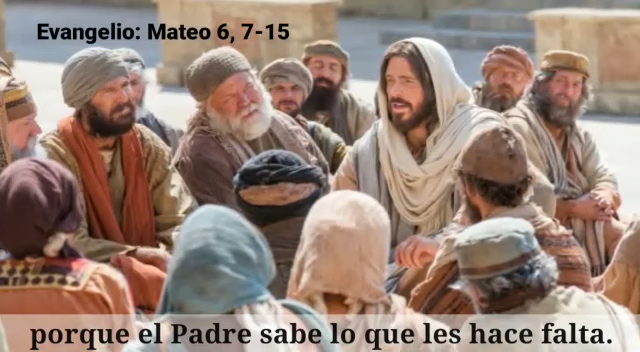 Evangelio: Mateo 6, 7-15
porque el Padre sabe lo que les hace falta.